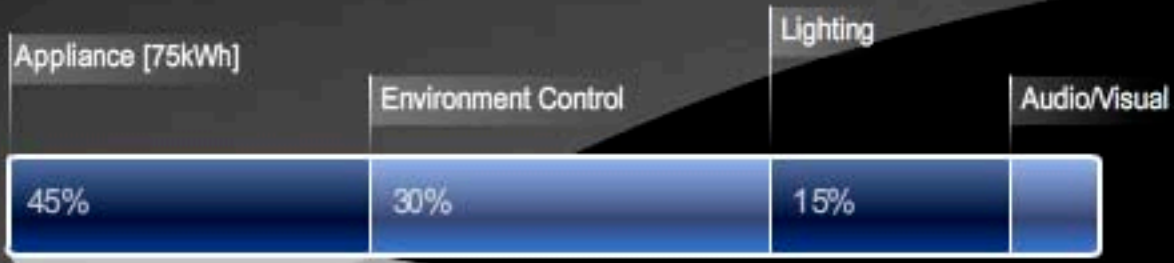 Appliance [75kWh]
Environment Control
Lighting
Audio/Visual
45%
30%
15%